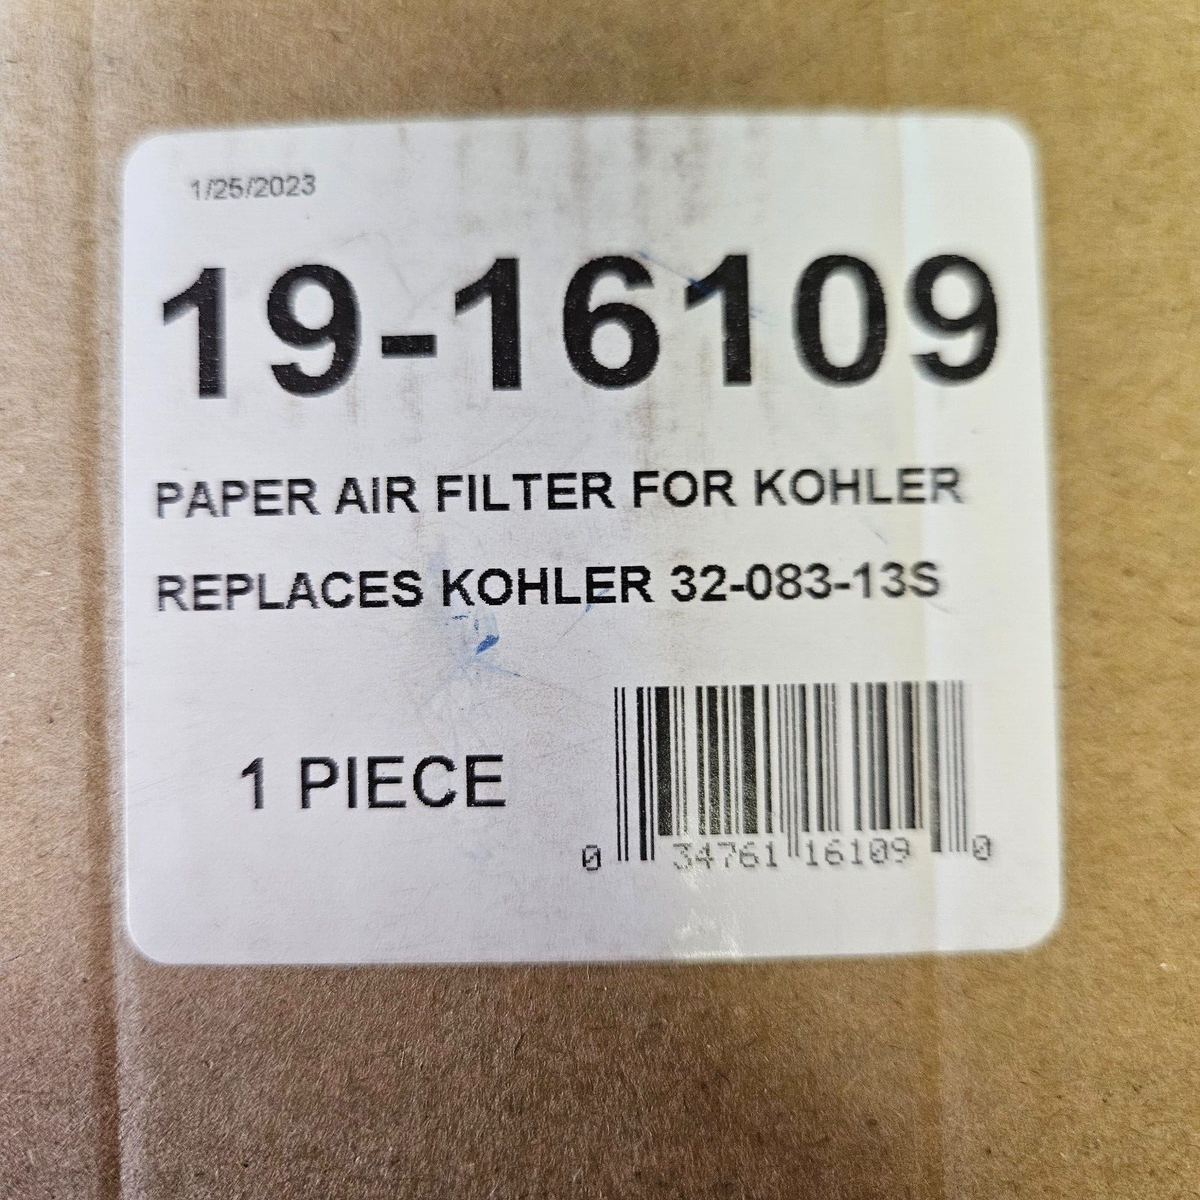 1/25/2023
19-16109
PAPER AIR FILTER FOR KOHLER
REPLACES KOHLER 32-083-13S
1 PIECE
0 34761 16109 0